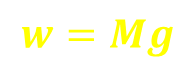 w = Mg